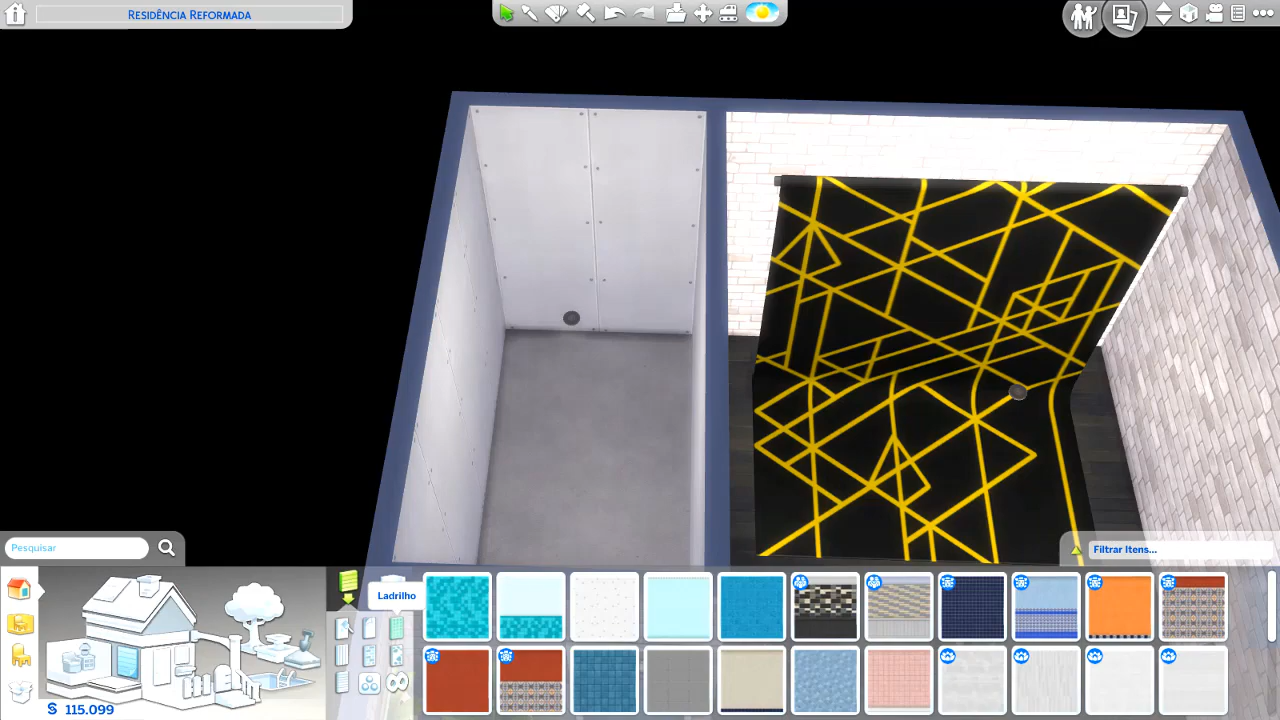 RESIDÊNCIA REFORMADA
Pesquisar
Filtrar Itens...
Ladrilho
S 115.099